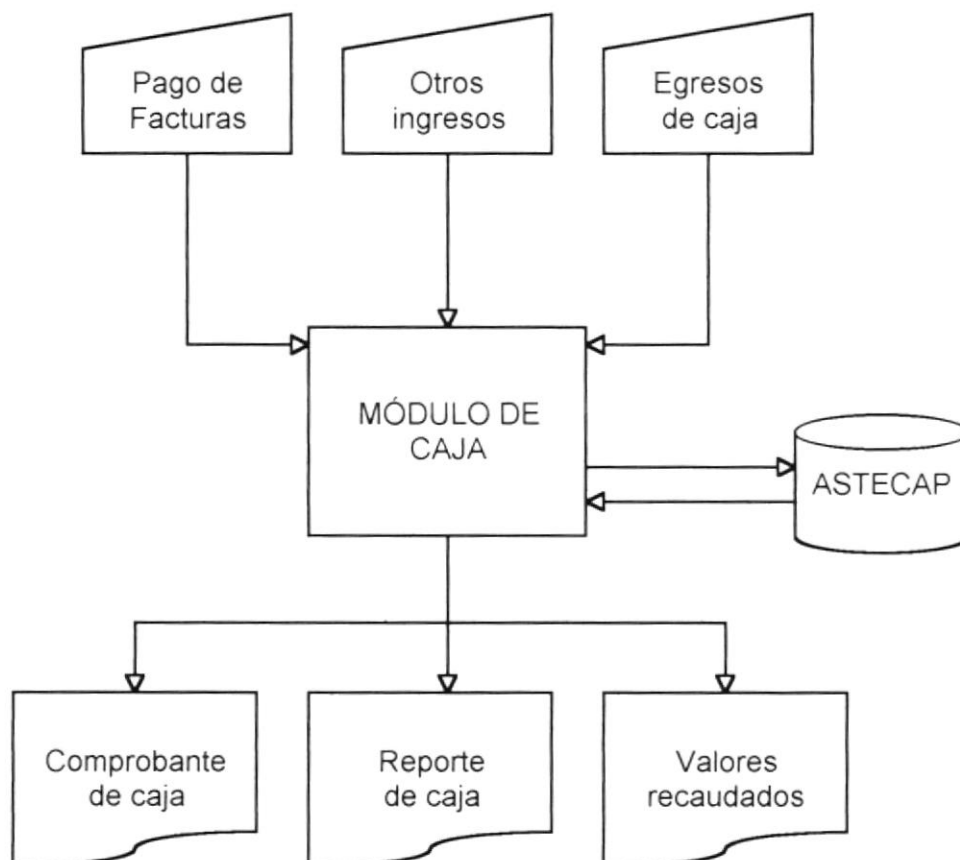 Pago de
Facturas
Otros
ingresos
Egresos
de caja
MÓDULO DE
CAJA
ASTECAP
Comprobante
de caja
Reporte
de caja
Valores
recaudados